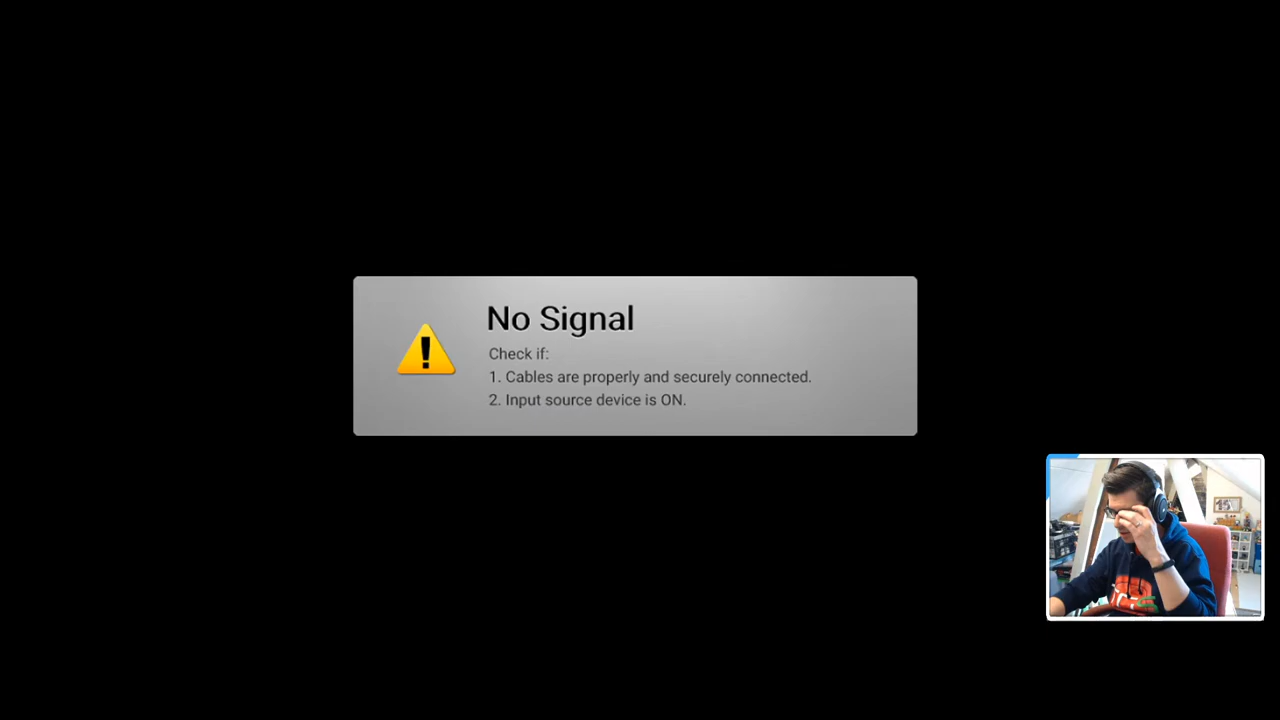 No Signal
Check if:
1. Cables are properly and securely connected.
2. Input source device is ON.